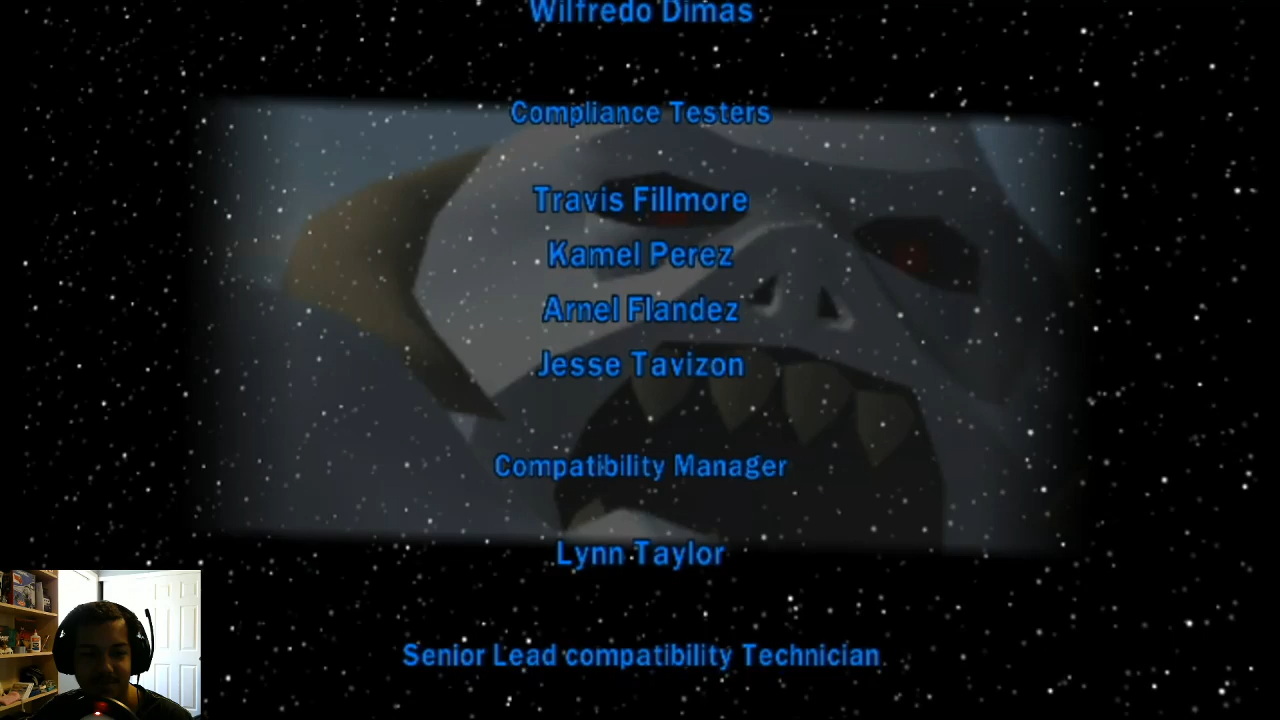 Wilfredo Dimas
Compliance Testers
Travis Fillmore
Kamel Perez
Arnel Flandez
Jesse Tavizon
Compatibility Manager
Lynn Taylor
Senior Lead compatibility Technician